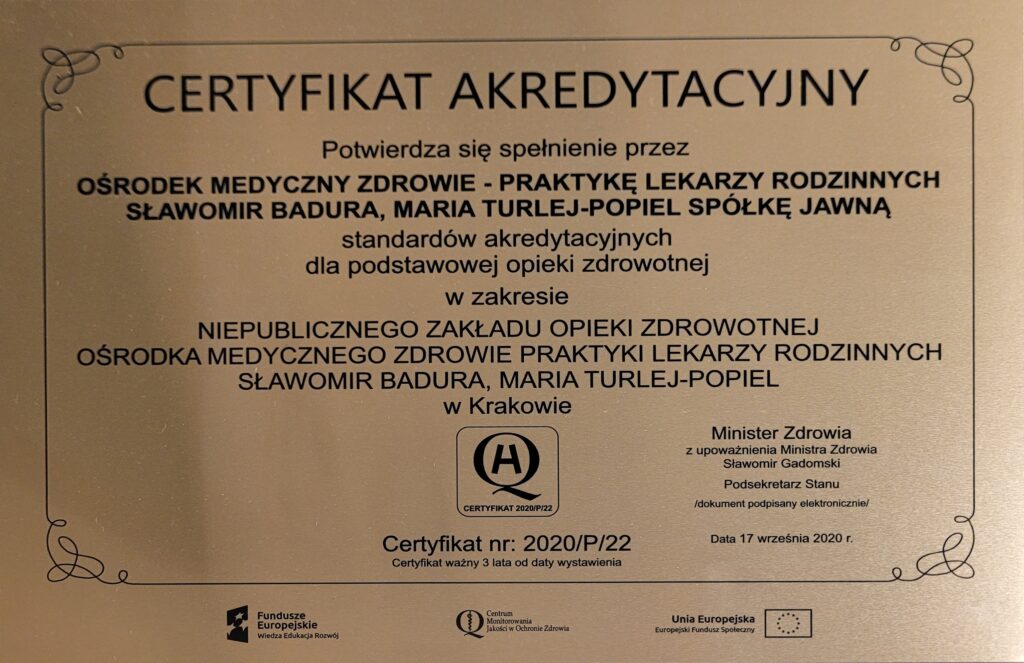 CERTYFIKAT AKREDYTACYJNY
Potwierdza się spełnienie przez
OŚRODEK MEDYCZNY ZDROWIE - PRAKTYKĘ LEKARZY RODZINNYCH
SŁAWOMIR BADURA, MARIA TURLEJ-POPIEL SPÓŁKĘ JAWNĄ
standardów akredytacyjnych
dla podstawowej opieki zdrowotnej
w zakresie
NIEPUBLICZNEGO ZAKŁADU OPIEKI ZDROWOTNEJ
OŚRODKA MEDYCZNEGO ZDROWIE PRAKTYKI LEKARZY RODZINNYCH
SŁAWOMIR BADURA, MARIA TURLEJ-POPIEL
w Krakowie
QH
CERTYFIKAT 2020/P/22
Minister Zdrowia
z upoważnienia Ministra Zdrowia
Sławomir Gadomski
Podsekretarz Stanu
/dokument podpisany elektronicznie/
Certyfikat nr: 2020/P/22
Certyfikat ważny 3 lata od daty wystawienia
Data 17 września 2020 r.
Fundusze
Europejskie
Wiedza Edukacja Rozwój
Centrum
Monitorowania
Jakości w Ochronie Zdrowia
Unia Europejska
Europejski Fundusz Społeczny